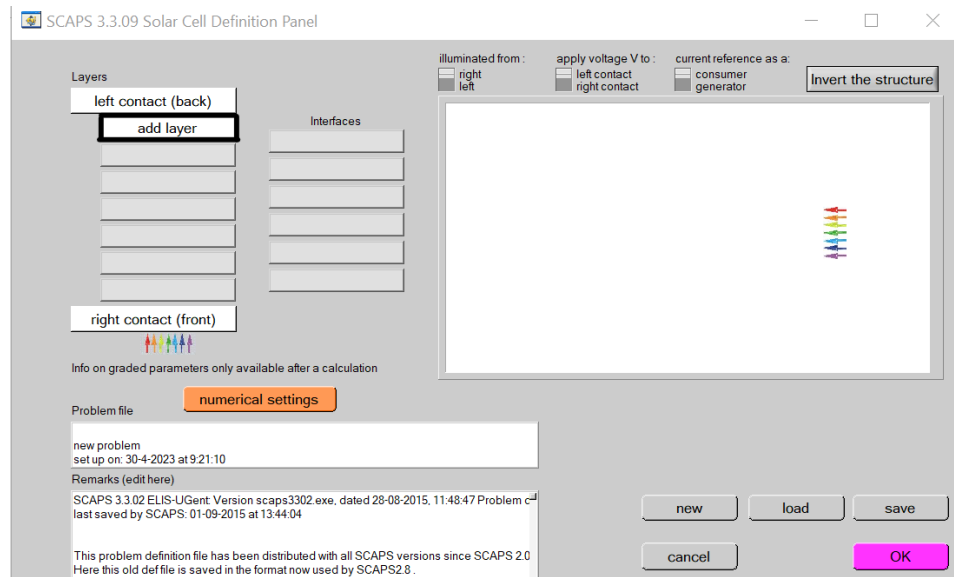 SCAPS 3.3.09 Solar Cell Definition Panel
illuminated from :
right
left
apply voltage V to :
left contact
right contact
current reference as a:
consumer
generator
Invert the structure
Layers
left contact (back)
add layer
Interfaces
right contact (front)
Info on graded parameters only available after a calculation
numerical settings
Problem file
new problem
set up on: 30-4-2023 at 9:21:10
Remarks (edit here)
SCAPS 3.3.02 ELIS-UGent: Version scaps3302.exe, dated 28-08-2015, 11:48:47 Problem
last saved by SCAPS: 01-09-2015 at 13:44:04
This problem definition file has been distributed with all SCAPS versions since SCAPS 2.0
Here this old def file is saved in the format now used by SCAPS2.8 .
new
load
save
cancel
OK